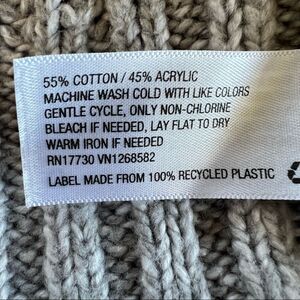 55% COTTON / 45% ACRYLIC
MACHINE WASH COLD WITH LIKE COLORS
GENTLE CYCLE, ONLY NON-CHLORINE
BLEACH IF NEEDED, LAY FLAT TO DRY
WARM IRON IF NEEDED
RN17730 VN1268582
LABEL MADE FROM 100% RECYCLED PLASTIC